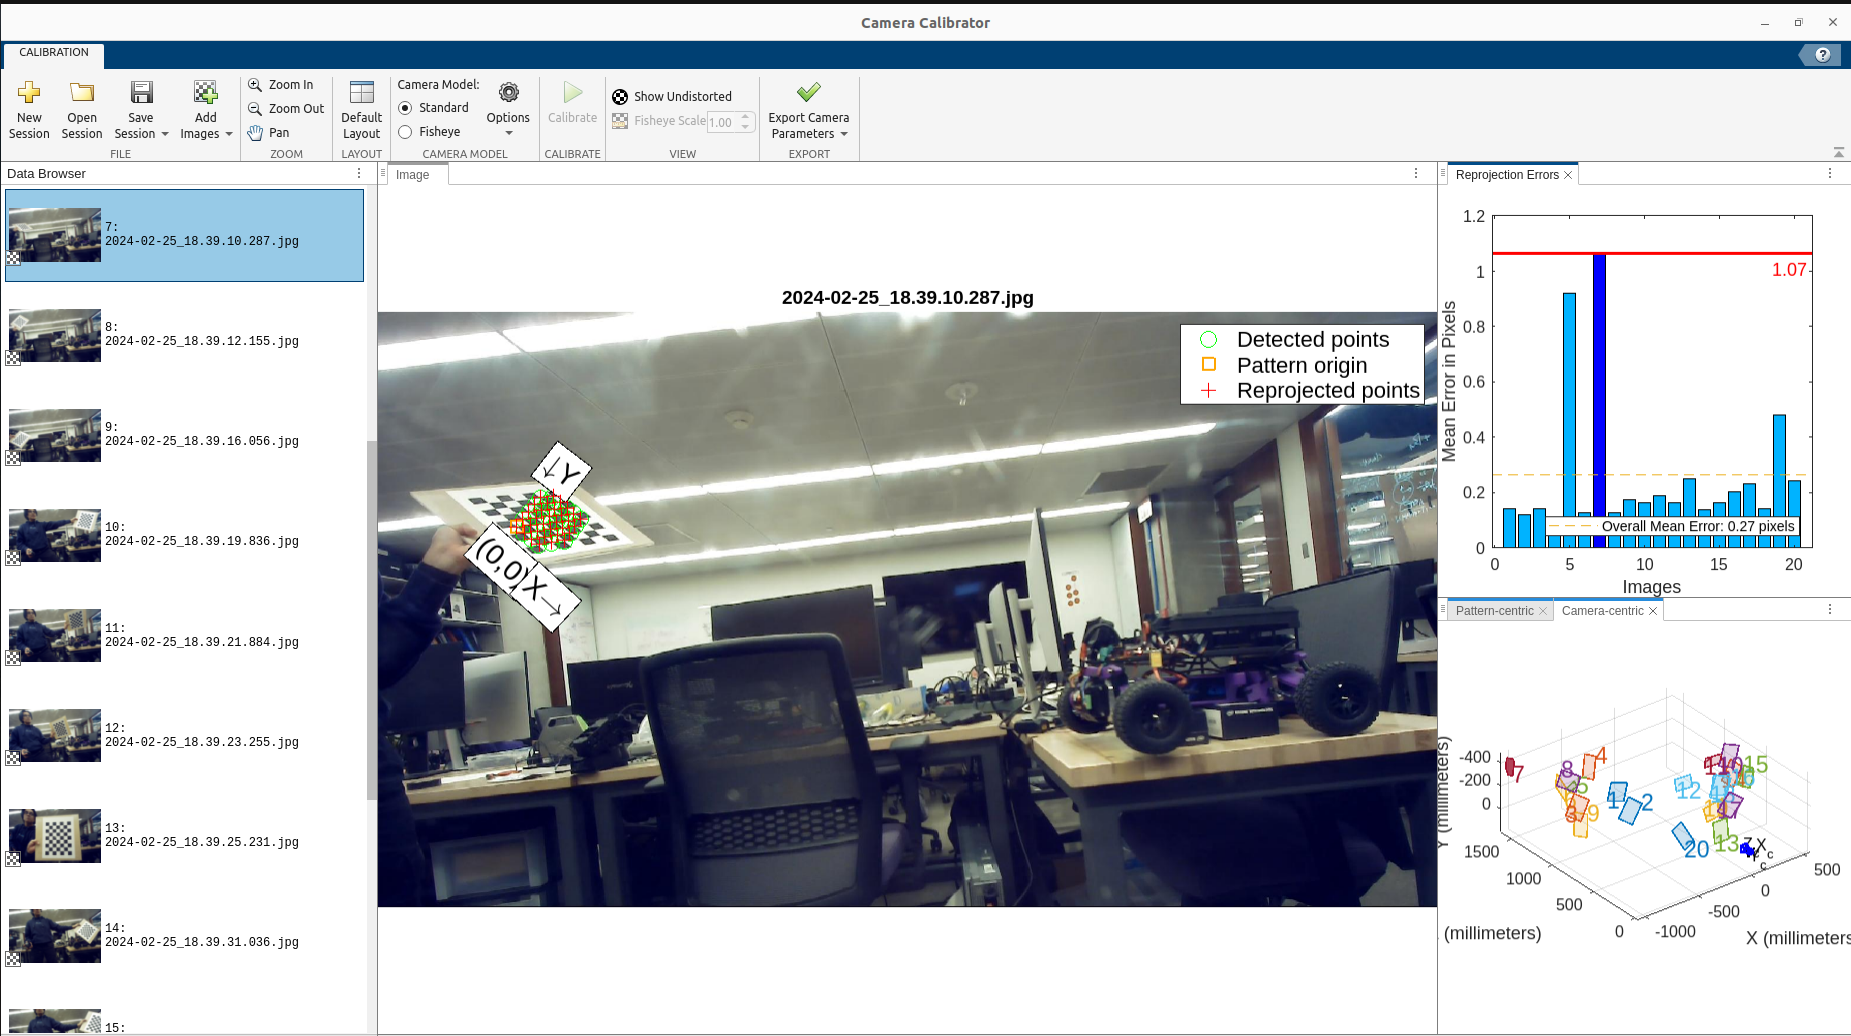 Camera Calibrator
CALIBRATION
New Session
Open Session
Save Session
Add Images
FILE
Zoom In
Zoom Out
Pan
ZOOM
Default Layout
LAYOUT
Camera Model:
Standard
Fisheye
Options
CAMERA MODEL
Calibrate
CALIBRATE
Show Undistorted
Fisheye Scale 1.00
VIEW
Export Camera Parameters
EXPORT
Data Browser
7:
2024-02-25_18.39.10.287.jpg
8:
2024-02-25_18.39.12.155.jpg
9:
2024-02-25_18.39.16.056.jpg
10:
2024-02-25_18.39.19.836.jpg
11:
2024-02-25_18.39.21.884.jpg
12:
2024-02-25_18.39.23.255.jpg
13:
2024-02-25_18.39.25.231.jpg
14:
2024-02-25_18.39.31.036.jpg
15:
Image
2024-02-25_18.39.10.287.jpg
Detected points
Pattern origin
Reprojected points
←Y
(0,0)X→
Reprojection Errors
1.2
1
0.8
0.6
0.4
0.2
0
Mean Error in Pixels
1.07
Overall Mean Error: 0.27 pixels
0 5 10 15 20
Images
Pattern-centric
Camera-centric
-400
-200
0
Y (millimeters)
1500
1000
500
0
(millimeters)
-1000
-500
0
500
X (millimeters
7
8
4
5
3
9
1
2
12
15
20
13
X
c
c